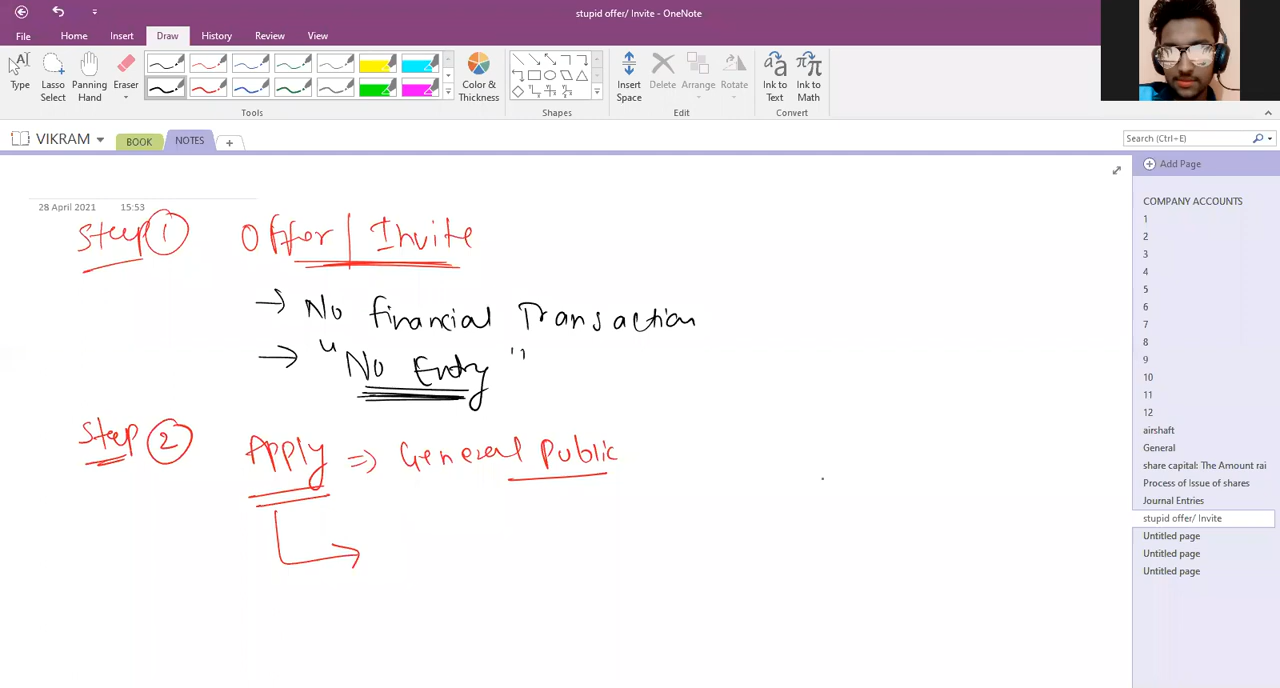 stupid offer/ Invite - OneNote
File Home Insert Draw History Review View
Type
Lasso Select
Panning Hand
Eraser
Color & Thickness
Insert Space
Delete
Arrange
Rotate
Ink to Text
Ink to Math
Tools Shapes Edit Convert
VIKRAM BOOK NOTES
Search (Ctrl+E)
Add Page
28 April 2021 15:53
Steep 1 Offer | Invite
→ No financial Transaction
→ "No Entry"
Steep 2 Apply ⇒ General Public
COMPANY ACCOUNTS
1
2
3
4
5
6
7
8
9
10
11
12
airshaft
General
share capital: The Amount rai
Process of Issue of shares
Journal Entries
stupid offer/ Invite
Untitled page
Untitled page
Untitled page